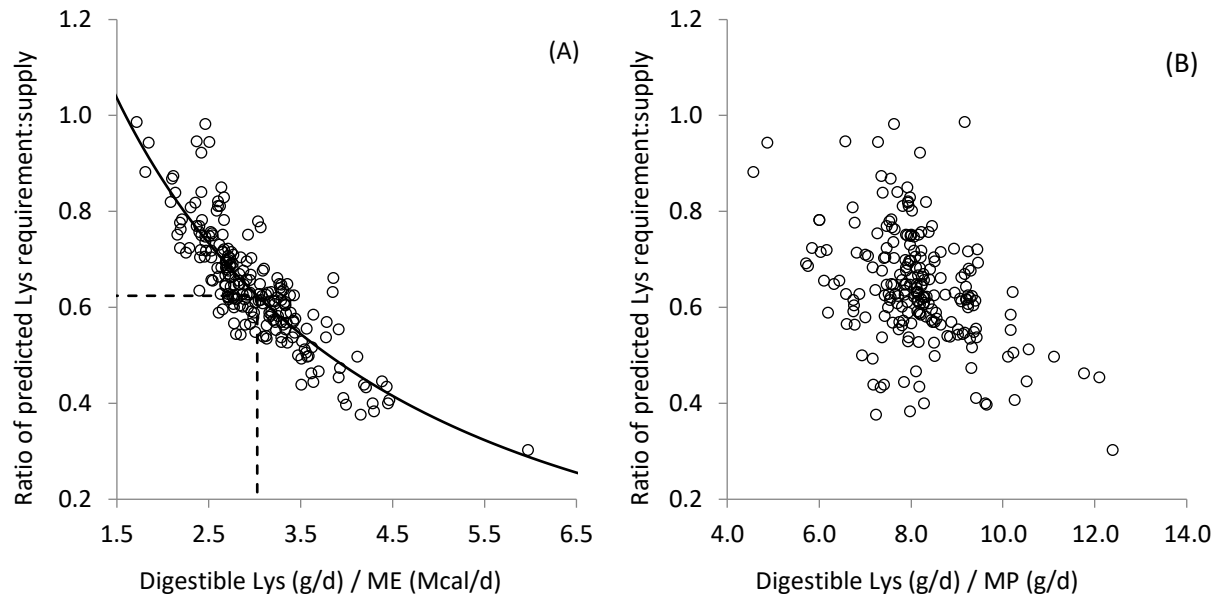 (A)
Ratio of predicted Lys requirement:supply
1.2
1.0
0.8
0.6
0.4
0.2
1.5 2.5 3.5 4.5 5.5 6.5
Digestible Lys (g/d) / ME (Mcal/d)
(B)
Ratio of predicted Lys requirement:supply
1.2
1.0
0.8
0.6
0.4
0.2
4.0 6.0 8.0 10.0 12.0 14.0
Digestible Lys (g/d) / MP (g/d)